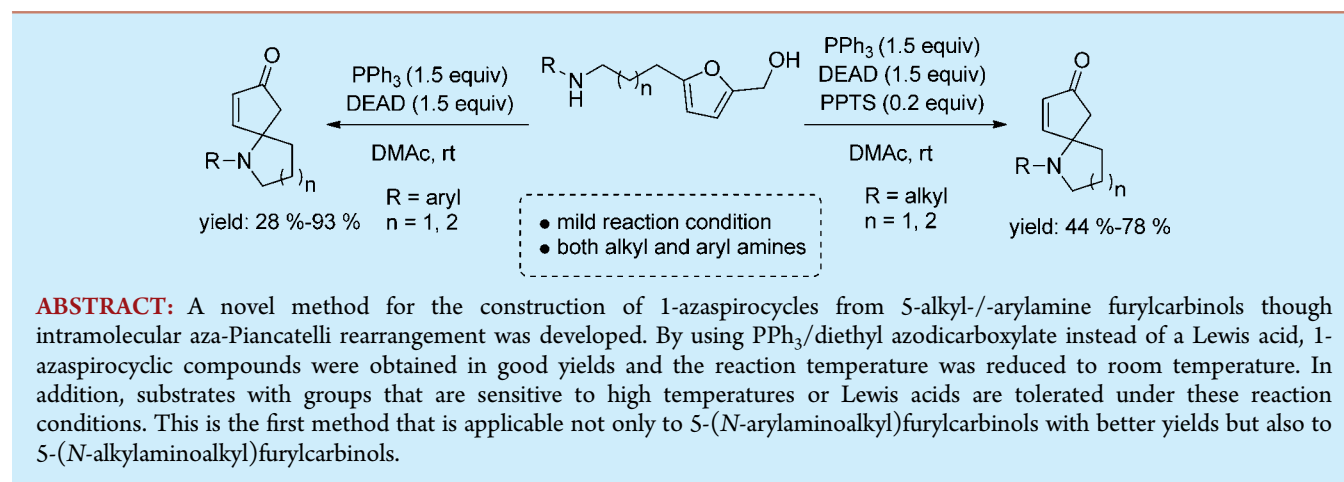 PPh₃ (1.5 equiv)
DEAD (1.5 equiv)
DMAc, rt
R = aryl
n = 1, 2
O
R–N
n
yield: 28 %-93 %
R
N
H
n
O
OH
• mild reaction condition
• both alkyl and aryl amines
PPh₃ (1.5 equiv)
DEAD (1.5 equiv)
PPTS (0.2 equiv)
DMAc, rt
R = alkyl
n = 1, 2
O
R–N
n
yield: 44 %-78 %
ABSTRACT: A novel method for the construction of 1-azaspirocycles from 5-alkyl-/-arylamine furylcarbinols though
intramolecular aza-Piancatelli rearrangement was developed. By using PPh₃/diethyl azodicarboxylate instead of a Lewis acid, 1-
azaspirocyclic compounds were obtained in good yields and the reaction temperature was reduced to room temperature. In
addition, substrates with groups that are sensitive to high temperatures or Lewis acids are tolerated under these reaction
conditions. This is the first method that is applicable not only to 5-(N-arylaminoalkyl)furylcarbinols with better yields but also to
5-(N-alkylaminoalkyl)furylcarbinols.